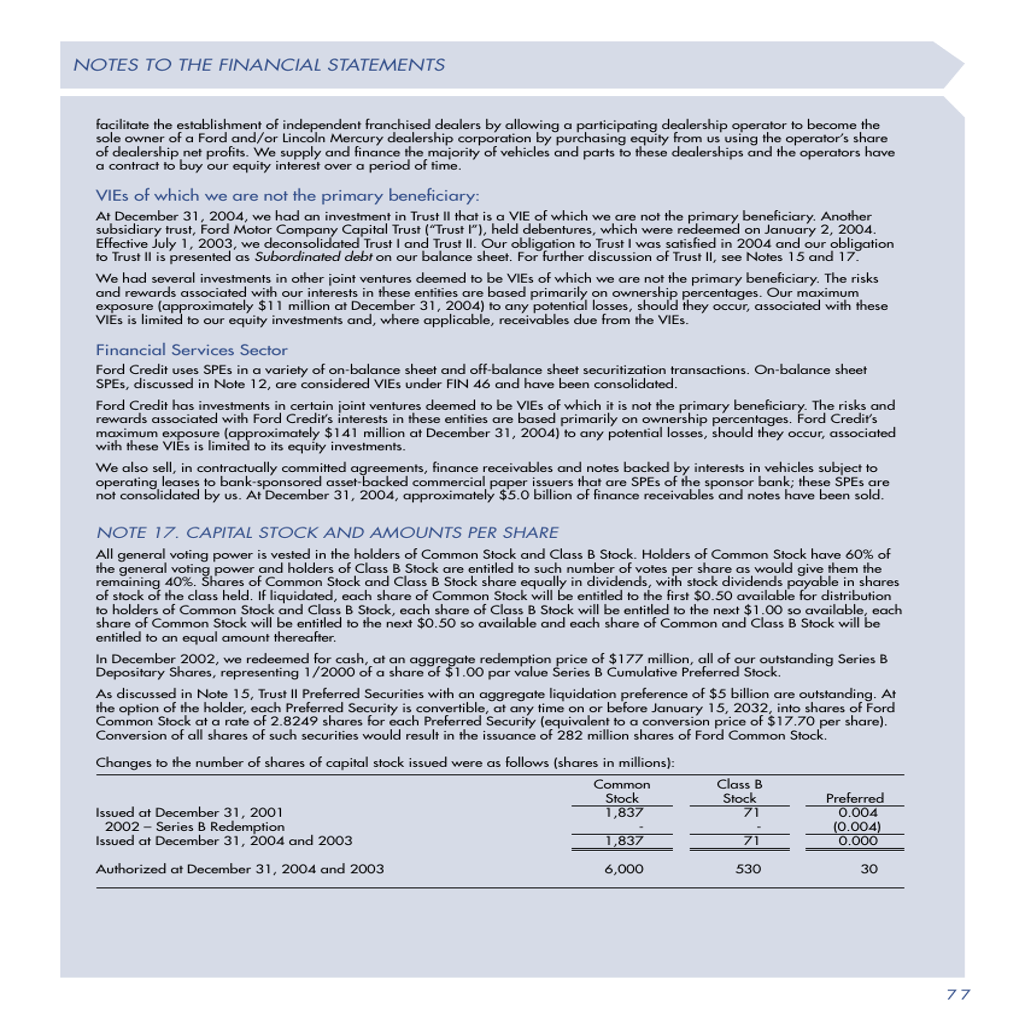 NOTES TO THE FINANCIAL STATEMENTS
facilitate the establishment of independent franchised dealers by allowing a participating dealership operator to become the
sole owner of a Ford and/or Lincoln Mercury dealership corporation by purchasing equity from us using the operator's share
of dealership net profits. We supply and finance the majority of vehicles and parts to these dealerships and the operators have
a contract to buy our equity interest over a period of time.
VIEs of which we are not the primary beneficiary:
At December 31, 2004, we had an investment in Trust II that is a VIE of which we are not the primary beneficiary. Another
subsidiary trust, Ford Motor Company Capital Trust ("Trust I"), held debentures, which were redeemed on January 2, 2004.
Effective July 1, 2003, we deconsolidated Trust I and Trust II. Our obligation to Trust I was satisfied in 2004 and our obligation
to Trust II is presented as Subordinated debt on our balance sheet. For further discussion of Trust II, see Notes 15 and 17.
We had several investments in other joint ventures deemed to be VIEs of which we are not the primary beneficiary. The risks
and rewards associated with our interests in these entities are based primarily on ownership percentages. Our maximum
exposure (approximately $11 million at December 31, 2004) to any potential losses, should they occur, associated with these
VIEs is limited to our equity investments and, where applicable, receivables due from the VIEs.
Financial Services Sector
Ford Credit uses SPEs in a variety of on-balance sheet and off-balance sheet securitization transactions. On-balance sheet
SPEs, discussed in Note 12, are considered VIEs under FIN 46 and have been consolidated.
Ford Credit has investments in certain joint ventures deemed to be VIEs of which it is not the primary beneficiary. The risks and
rewards associated with Ford Credit's interests in these entities are based primarily on ownership percentages. Ford Credit's
maximum exposure (approximately $141 million at December 31, 2004) to any potential losses, should they occur, associated
with these VIEs is limited to its equity investments.
We also sell, in contractually committed agreements, finance receivables and notes backed by interests in vehicles subject to
operating leases to bank-sponsored asset-backed commercial paper issuers that are SPEs of the sponsor bank; these SPEs are
not consolidated by us. At December 31, 2004, approximately $5.0 billion of finance receivables and notes have been sold.
NOTE 17. CAPITAL STOCK AND AMOUNTS PER SHARE
All general voting power is vested in the holders of Common Stock and Class B Stock. Holders of Common Stock have 60% of
the general voting power and holders of Class B Stock are entitled to such number of votes per share as would give them the
remaining 40%. Shares of Common Stock and Class B Stock share equally in dividends, with stock dividends payable in shares
of stock of the class held. If liquidated, each share of Common Stock will be entitled to the first $0.50 available for distribution
to holders of Common Stock and Class B Stock, each share of Class B Stock will be entitled to the next $1.00 so available, each
share of Common Stock will be entitled to the next $0.50 so available and each share of Common and Class B Stock will be
entitled to an equal amount thereafter.
In December 2002, we redeemed for cash, at an aggregate redemption price of $177 million, all of our outstanding Series B
Depositary Shares, representing 1/2000 of a share of $1.00 par value Series B Cumulative Preferred Stock.
As discussed in Note 15, Trust II Preferred Securities with an aggregate liquidation preference of $5 billion are outstanding. At
the option of the holder, each Preferred Security is convertible, at any time on or before January 15, 2032, into shares of Ford
Common Stock at a rate of 2.8249 shares for each Preferred Security (equivalent to a conversion price of $17.70 per share).
Conversion of all shares of such securities would result in the issuance of 282 million shares of Ford Common Stock.
Changes to the number of shares of capital stock issued were as follows (shares in millions):
Common Class B
Stock Stock Preferred
Issued at December 31, 2001 1,837 71 0.004
2002 – Series B Redemption - - (0.004)
Issued at December 31, 2004 and 2003 1,837 71 0.000
Authorized at December 31, 2004 and 2003 6,000 530 30
77